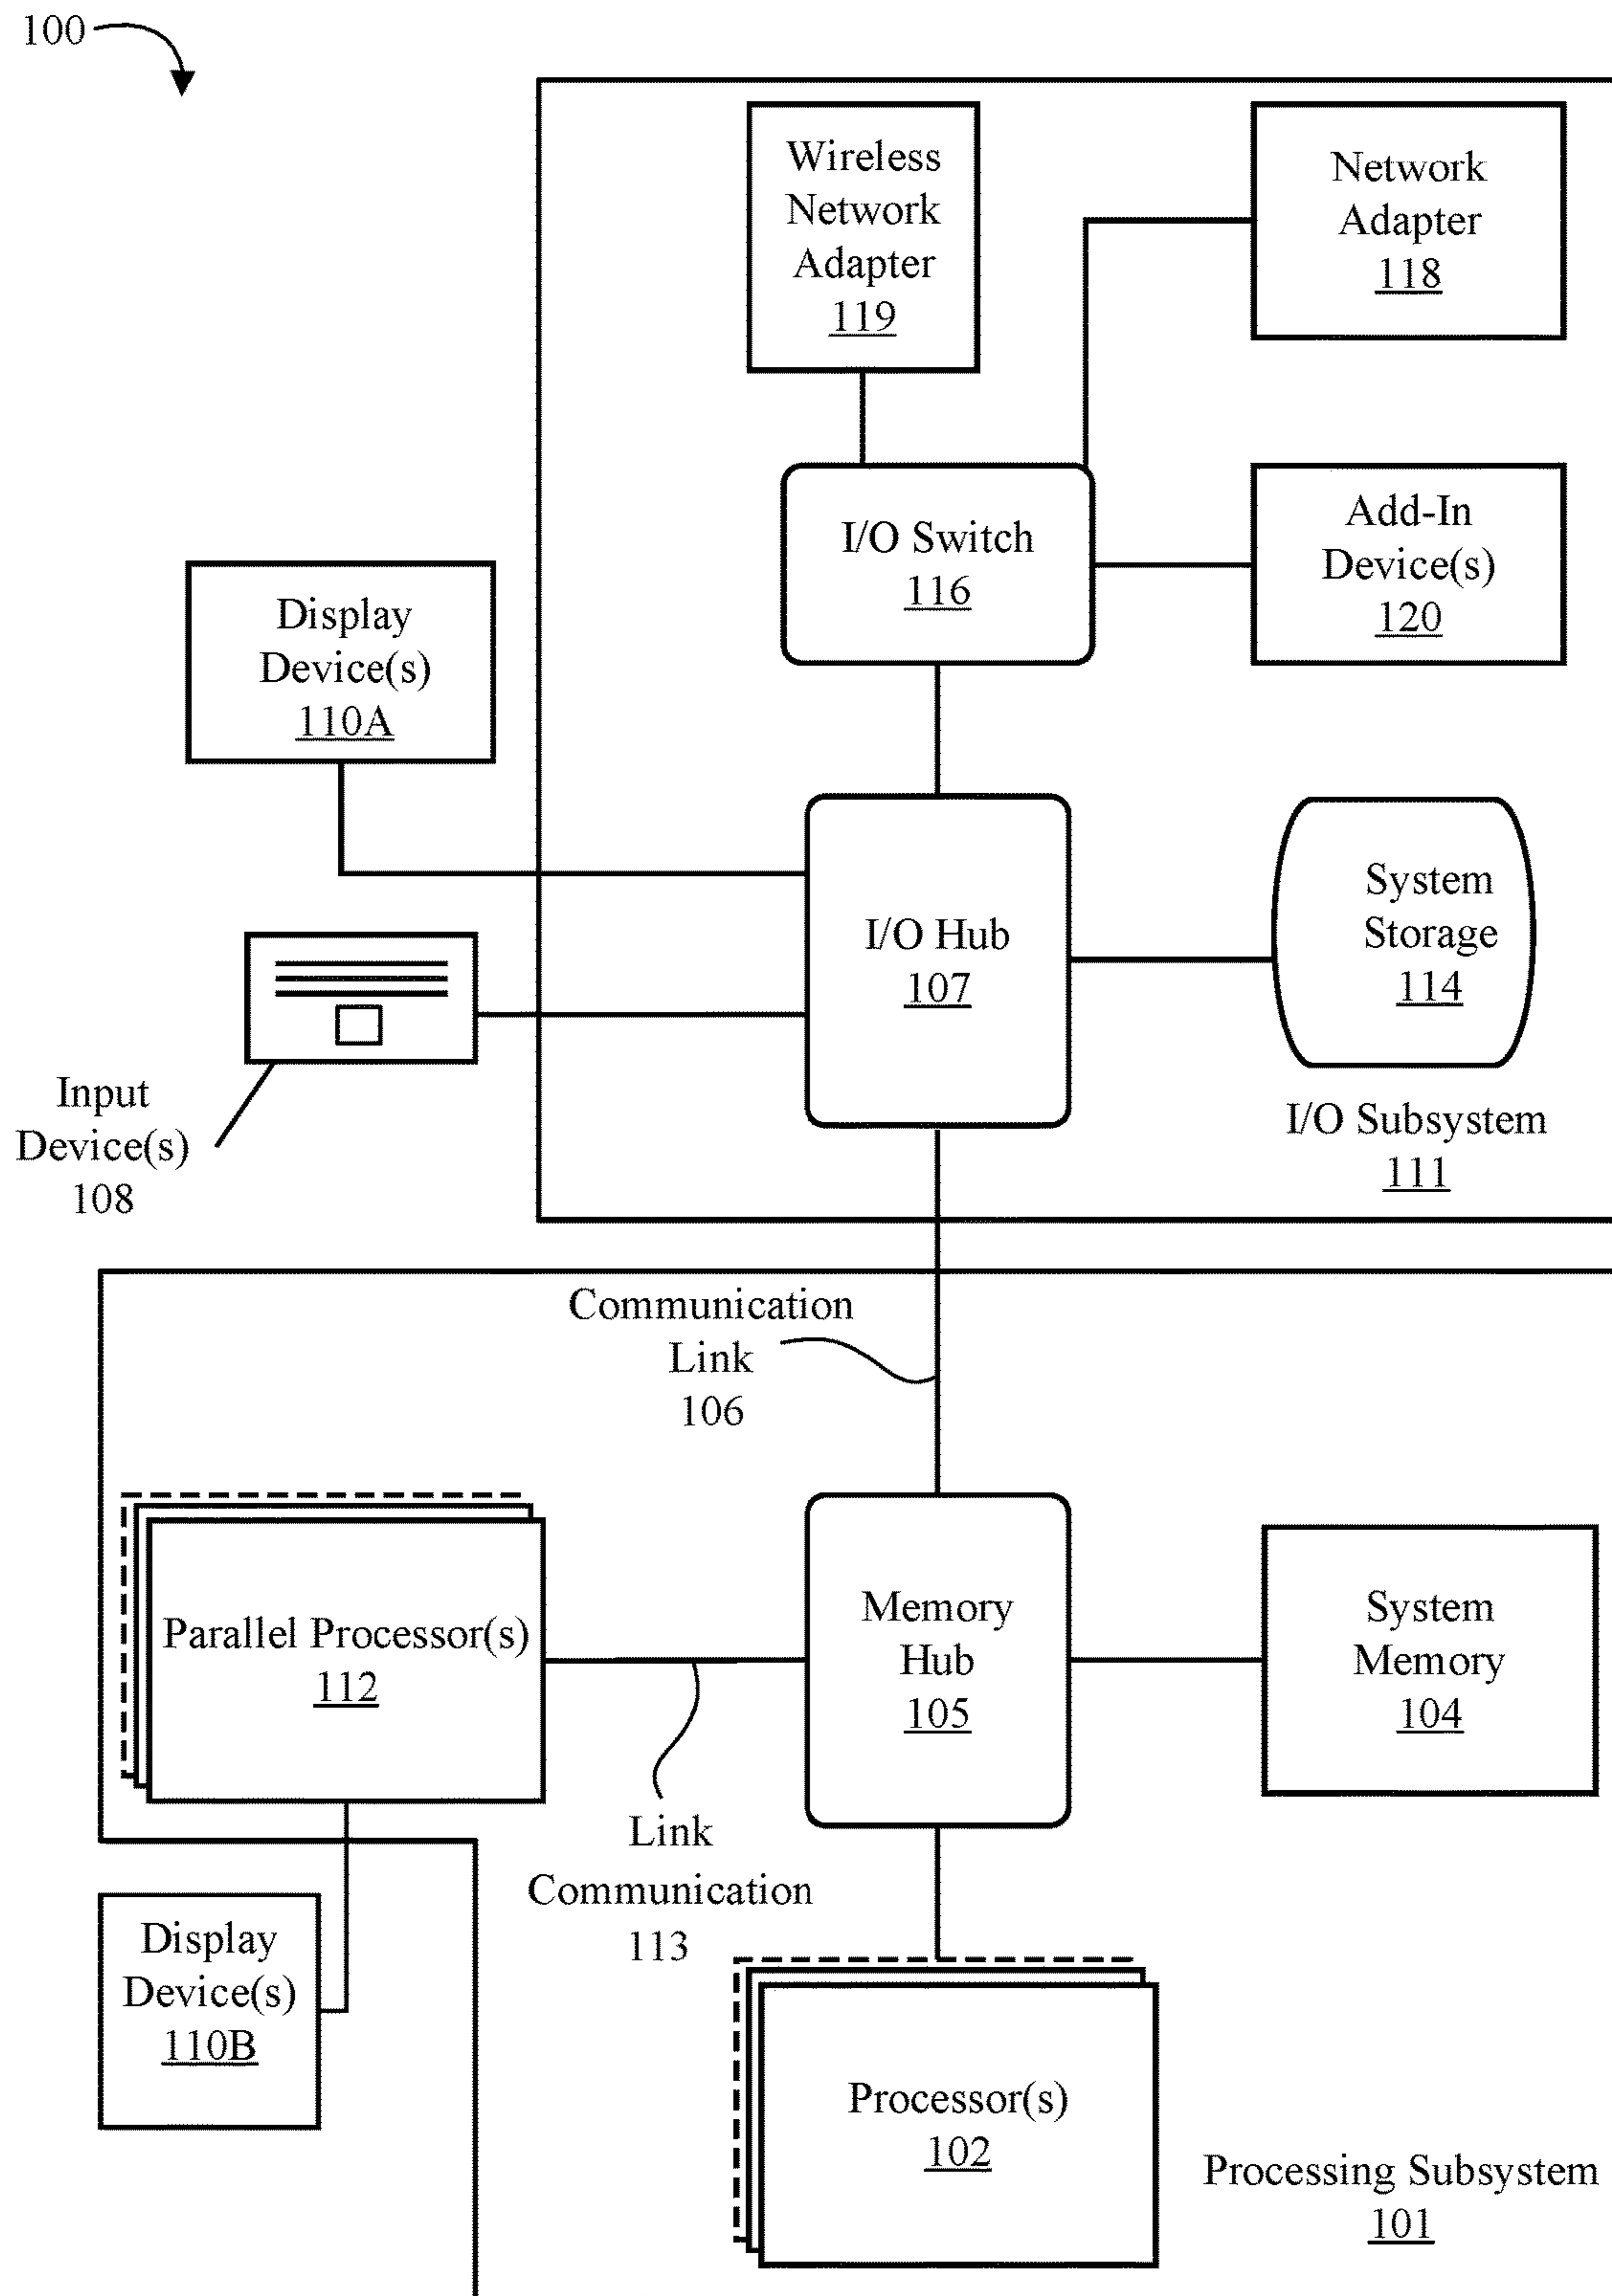 100
Wireless
Network
Adapter
119
Network
Adapter
118
I/O Switch
116
Add-In
Device(s)
120
Display
Device(s)
110A
I/O Hub
107
System
Storage
114
Input
Device(s)
108
I/O Subsystem
111
Communication
Link
106
Parallel Processor(s)
112
Memory
Hub
105
System
Memory
104
Link
Communication
113
Display
Device(s)
110B
Processor(s)
102
Processing Subsystem
101